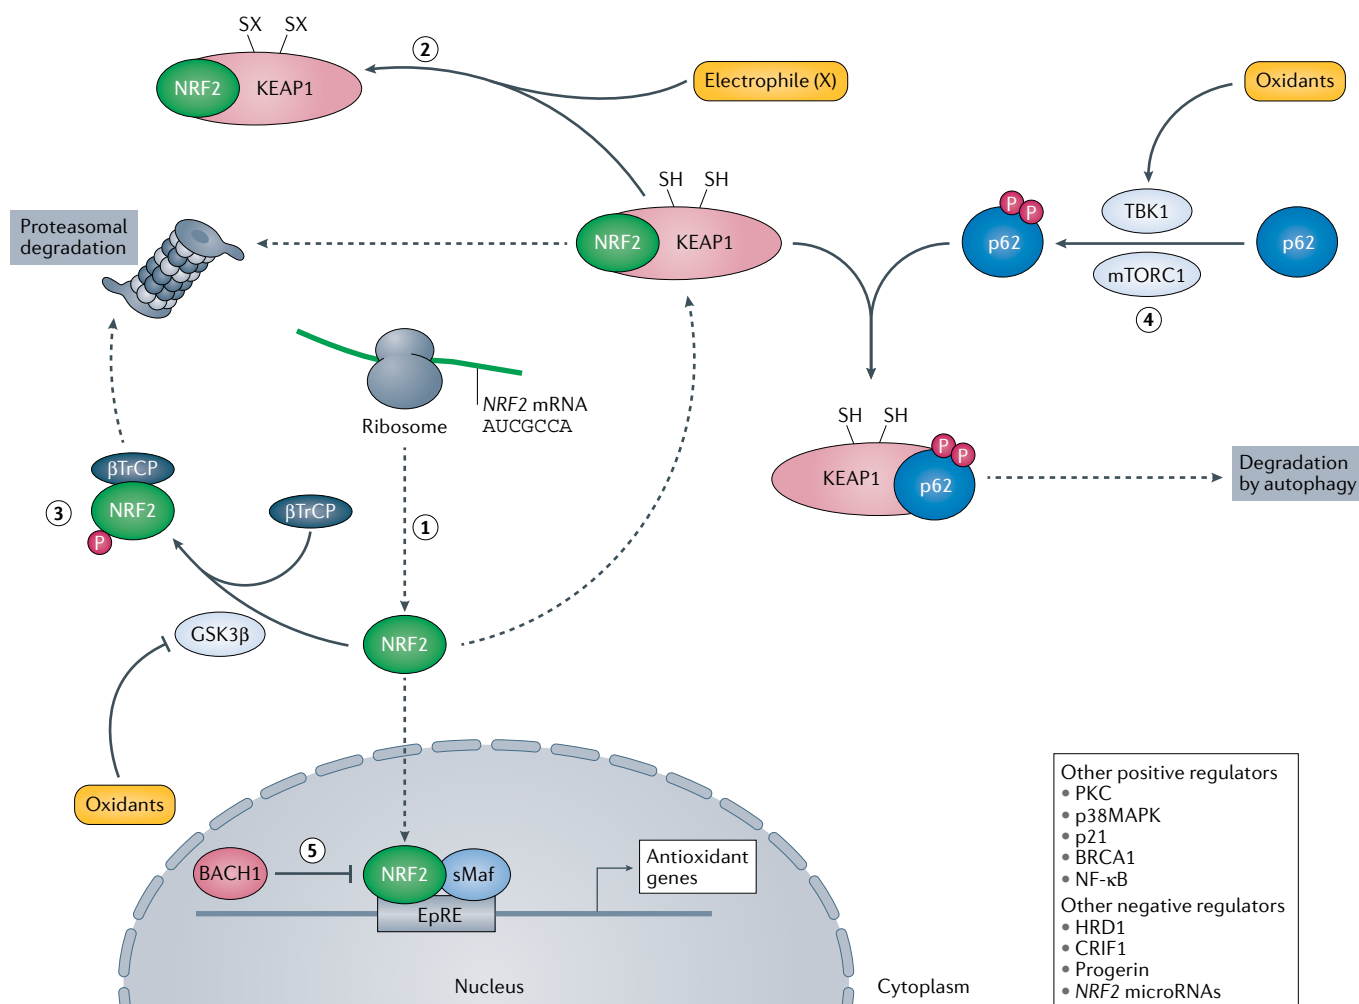 SX SX
2
NRF2 KEAP1
Electrophile (X)
Oxidants
SH SH
Proteasomal
degradation
NRF2 KEAP1
P P
p62
TBK1
mTORC1
4
p62
NRF2 mRNA
AUCGCCA
Ribosome
SH SH
P P
KEAP1 p62
Degradation
by autophagy
βTrCP
NRF2
P
3
βTrCP
1
GSK3β
NRF2
Oxidants
BACH1
5
NRF2 sMaf
EpRE
Antioxidant
genes
Nucleus
Cytoplasm
Other positive regulators
• PKC
• p38MAPK
• p21
• BRCA1
• NF-κB
Other negative regulators
• HRD1
• CRIF1
• Progerin
• NRF2 microRNAs